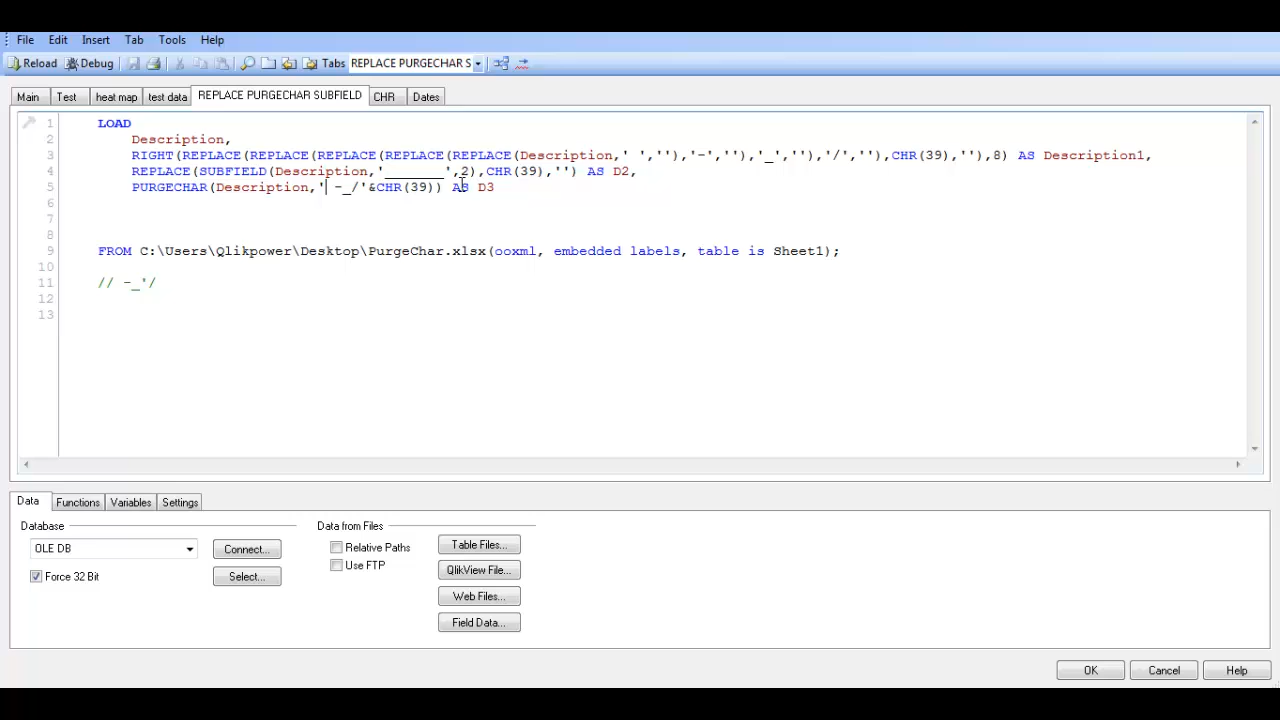 File Edit Insert Tab Tools Help
Reload Debug Tabs REPLACE PURGECHAR S
Main Test heat map test data REPLACE PURGECHAR SUBFIELD CHR Dates
1 LOAD
2 Description,
3 RIGHT(REPLACE(REPLACE(REPLACE(REPLACE(REPLACE(Description,' ',''),'-',''),'_',''),'/',''),CHR(39),''),8) AS Description1,
4 REPLACE(SUBFIELD(Description,'_______',2),CHR(39),'') AS D2,
5 PURGECHAR(Description,' -_/'&CHR(39)) AS D3
6
7
8
9 FROM C:\Users\Qlikpower\Desktop\PurgeChar.xlsx(ooxml, embedded labels, table is Sheet1);
10
11 // -_'/
12
13
Data Functions Variables Settings
Database
OLE DB Connect...
Force 32 Bit Select...
Data from Files
Relative Paths Table Files...
Use FTP QlikView File...
Web Files...
Field Data...
OK Cancel Help